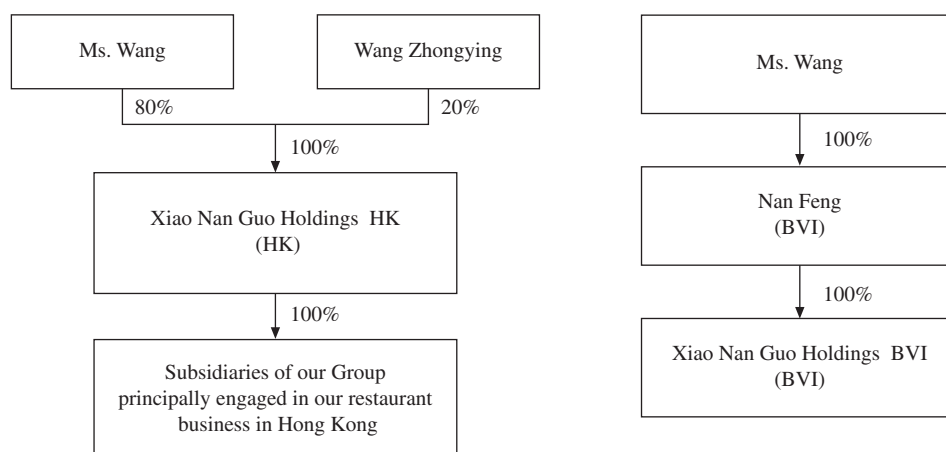 Ms. Wang
Wang Zhongying
80%
20%
100%
Xiao Nan Guo Holdings HK
(HK)
100%
Subsidiaries of our Group
principally engaged in our restaurant
business in Hong Kong
Ms. Wang
100%
Nan Feng
(BVI)
100%
Xiao Nan Guo Holdings BVI
(BVI)